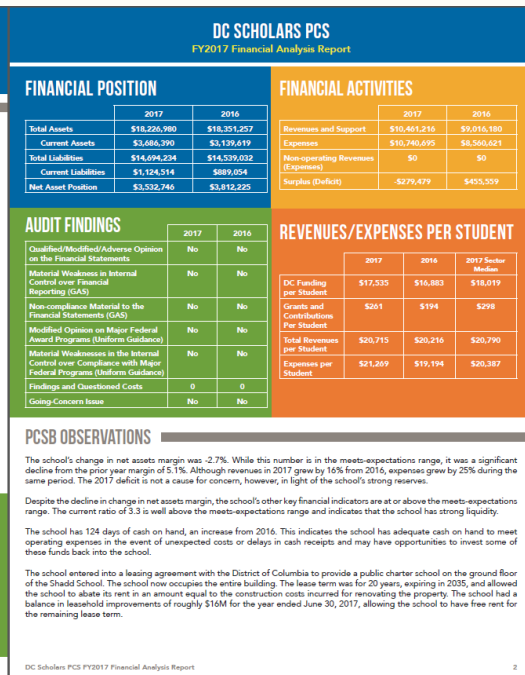 DC SCHOLARS PCS
FY2017 Financial Analysis Report
FINANCIAL POSITION
2017 2016
Total Assets $18,226,980 $18,351,257
Current Assets $3,686,390 $3,139,619
Total Liabilities $14,694,234 $14,539,032
Current Liabilities $1,124,514 $889,054
Net Asset Position $3,532,746 $3,812,225
FINANCIAL ACTIVITIES
2017 2016
Revenues and Support $10,461,216 $9,016,180
Expenses $10,740,695 $8,560,621
Non-operating Revenues $0 $0
(Expenses)
Surplus (Deficit) -$279,479 $455,559
AUDIT FINDINGS
2017 2016
Qualified/Modified/Adverse Opinion No No
on the Financial Statements
Material Weakness in Internal No No
Control over Financial
Reporting (GAS)
Non-compliance Material to the No No
Financial Statements (GAS)
Modified Opinion on Major Federal No No
Award Programs (Uniform Guidance)
Material Weaknesses in the Internal No No
Control over Compliance with Major
Federal Programs (Uniform Guidance)
Findings and Questioned Costs 0 0
Going-Concern Issue No No
REVENUES/EXPENSES PER STUDENT
2017 2016 2017 Sector
Median
DC Funding $17,535 $16,883 $18,019
per Student
Grants and $261 $194 $298
Contributions
Per Student
Total Revenues $20,715 $20,216 $20,790
per Student
Expenses per $21,269 $19,194 $20,387
Student
PCSB OBSERVATIONS
The school's change in net assets margin was -2.7%. While this number is in the meets-expectations range, it was a significant
decline from the prior year margin of 5.1%. Although revenues in 2017 grew by 16% from 2016, expenses grew by 25% during the
same period. The 2017 deficit is not a cause for concern, however, in light of the school's strong reserves.
Despite the decline in change in net assets margin, the school's other key financial indicators are at or above the meets-expectations
range. The current ratio of 3.3 is well above the meets-expectations range and indicates that the school has strong liquidity.
The school has 124 days of cash on hand, an increase from 2016. This indicates the school has adequate cash on hand to meet
operating expenses in the event of unexpected costs or delays in cash receipts and may have opportunities to invest some of
these funds back into the school.
The school entered into a leasing agreement with the District of Columbia to provide a public charter school on the ground floor
of the Shadd School. The school now occupies the entire building. The lease term was for 20 years, expiring in 2035, and allowed
the school to abate its rent in an amount equal to the construction costs incurred for renovating the property. The school had a
balance in leasehold improvements of roughly $16M for the year ended June 30, 2017, allowing the school to have free rent for
the remaining lease term.
DC Scholars PCS FY2017 Financial Analysis Report 2